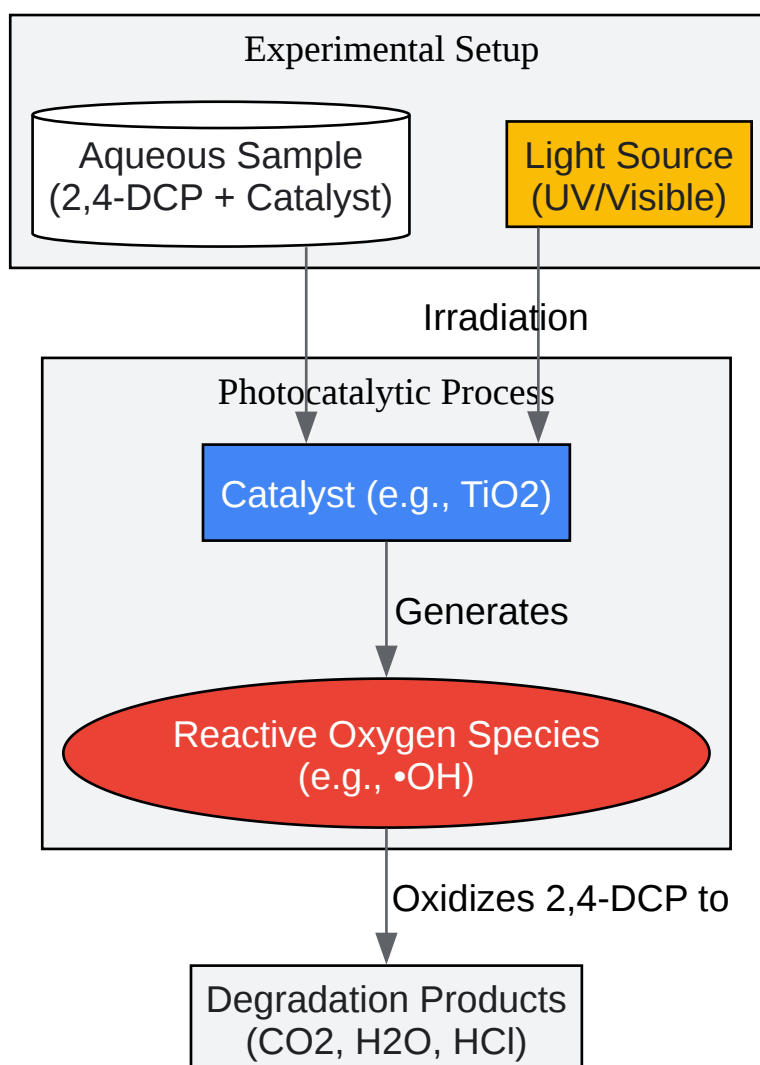 Experimental Setup
Aqueous Sample
(2,4-DCP + Catalyst)
Light Source
(UV/Visible)
Irradiation
Photocatalytic Process
Catalyst (e.g., TiO2)
Generates
Reactive Oxygen Species
(e.g., •OH)
Oxidizes 2,4-DCP to
Degradation Products
(CO2, H2O, HCl)